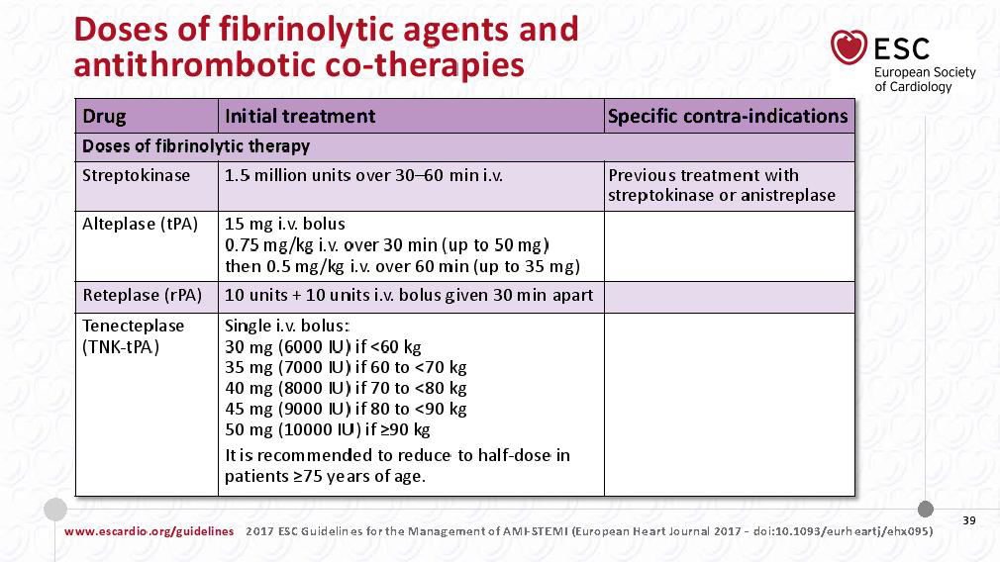 Doses of fibrinolytic agents and
antithrombotic co-therapies
ESC
European Society
of Cardiology
Drug
Initial treatment
Specific contra-indications
Doses of fibrinolytic therapy
Streptokinase
1.5 million units over 30–60 min i.v.
Previous treatment with
streptokinase or anistreplase
Alteplase (tPA)
15 mg i.v. bolus
0.75 mg/kg i.v. over 30 min (up to 50 mg)
then 0.5 mg/kg i.v. over 60 min (up to 35 mg)
Reteplase (rPA)
10 units + 10 units i.v. bolus given 30 min apart
Tenecteplase
(TNK-tPA)
Single i.v. bolus:
30 mg (6000 IU) if <60 kg
35 mg (7000 IU) if 60 to <70 kg
40 mg (8000 IU) if 70 to <80 kg
45 mg (9000 IU) if 80 to <90 kg
50 mg (10000 IU) if ≥90 kg
It is recommended to reduce to half-dose in
patients ≥75 years of age.
39
www.escardio.org/guidelines 2017 ESC Guidelines for the Management of AMI-STEMI (European Heart Journal 2017 - doi:10.1093/eurheartj/ehx095)